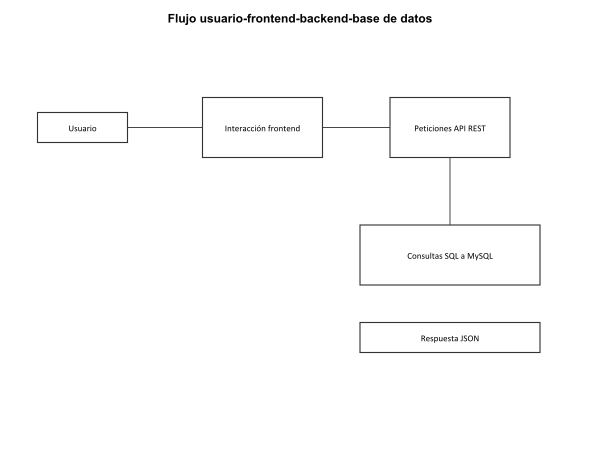 Flujo usuario-frontend-backend-base de datos
Usuario
Interacción frontend
Peticiones API REST
Consultas SQL a MySQL
Respuesta JSON